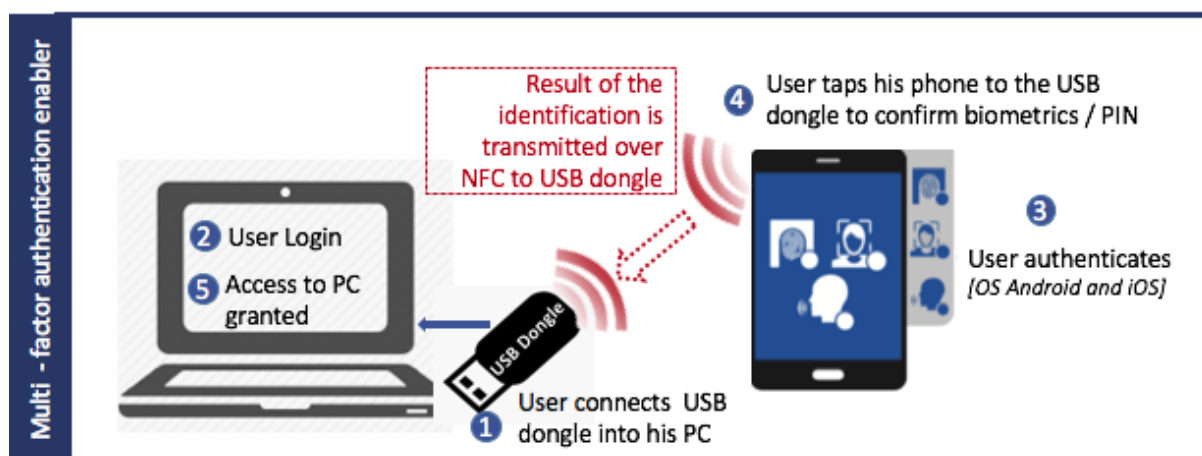 Multi - factor authentication enabler
Result of the
identification is
transmitted over
NFC to USB dongle
4 User taps his phone to the USB
dongle to confirm biometrics / PIN
2 User Login
5 Access to PC
granted
3
User authenticates
[OS Android and iOS]
USB Dongle
1 User connects USB
dongle into his PC